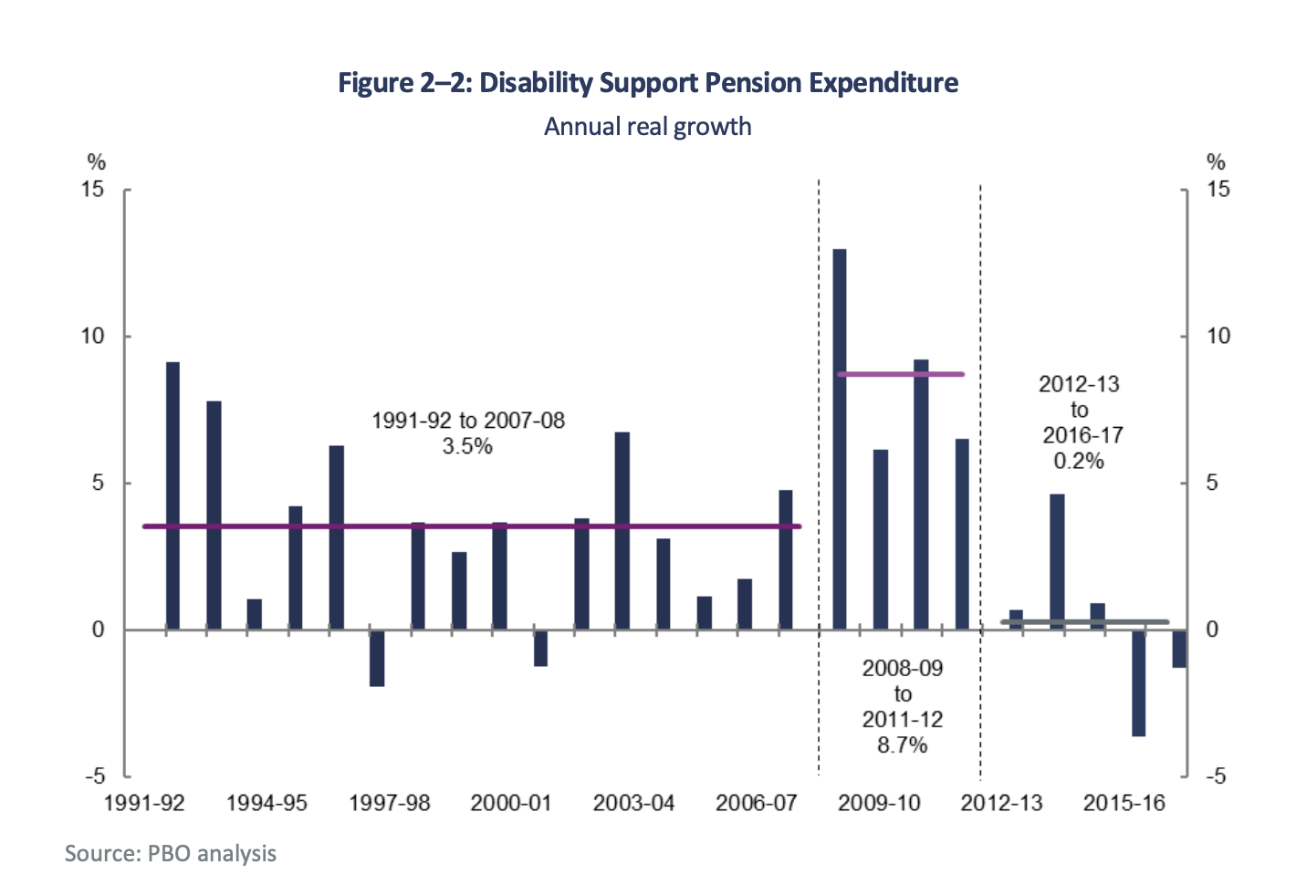 Figure 2–2: Disability Support Pension Expenditure
Annual real growth
% %
15 15
10 10
5 5
0 0
-5 -5
1991-92 to 2007-08
3.5%
2008-09
to
2011-12
8.7%
2012-13
to
2016-17
0.2%
1991-92 1994-95 1997-98 2000-01 2003-04 2006-07 2009-10 2012-13 2015-16
Source: PBO analysis